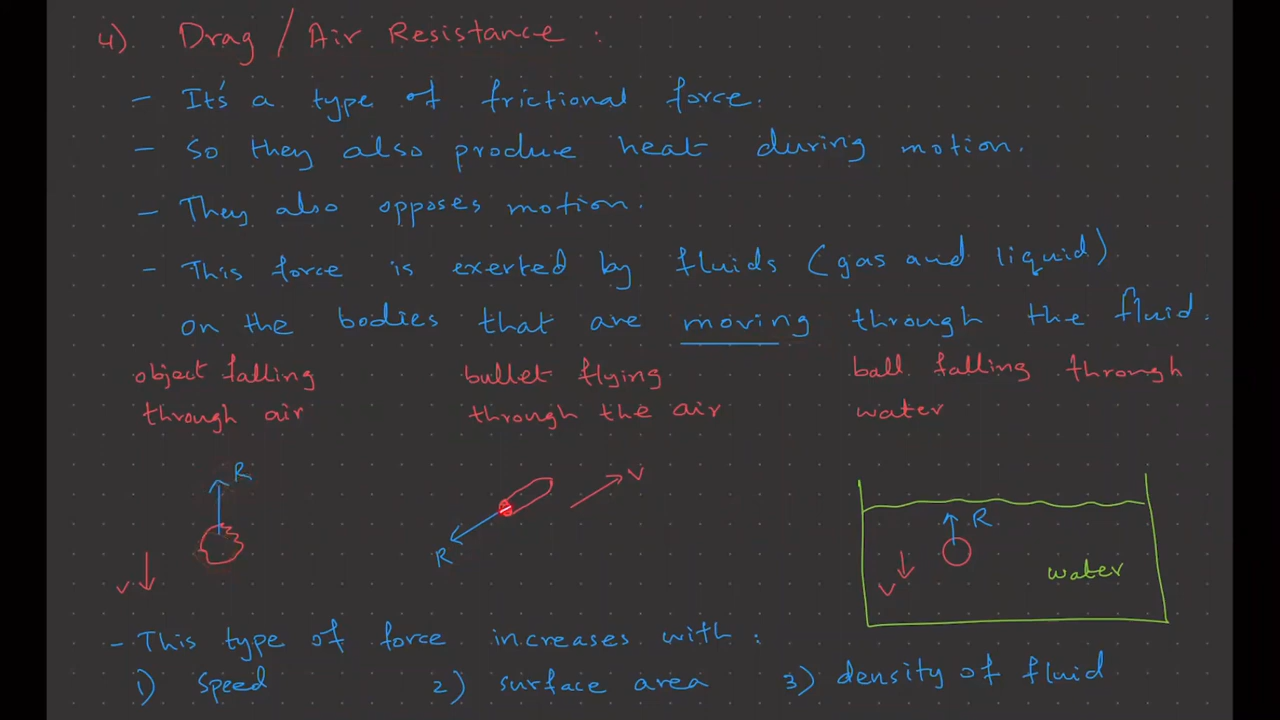 4) Drag / Air Resistance :
- It's a type of frictional force.
- So they also produce heat during motion.
- They also opposes motion.
- This force is exerted by fluids (gas and liquid)
on the bodies that are moving through the fluid.
object falling
through air
bullet flying
through the air
ball falling through
water
R
v
R
v
R
v
water
- This type of force increases with :
1) speed 2) surface area 3) density of fluid